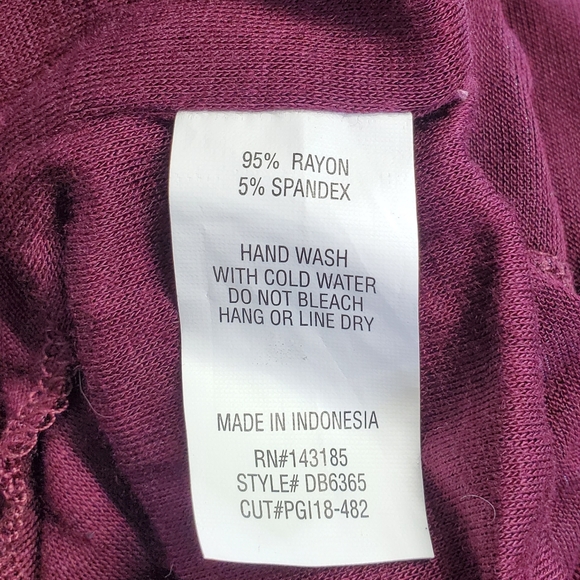 95% RAYON
5% SPANDEX
HAND WASH
WITH COLD WATER
DO NOT BLEACH
HANG OR LINE DRY
MADE IN INDONESIA
RN#143185
STYLE# DB6365
CUT#PGI18-482